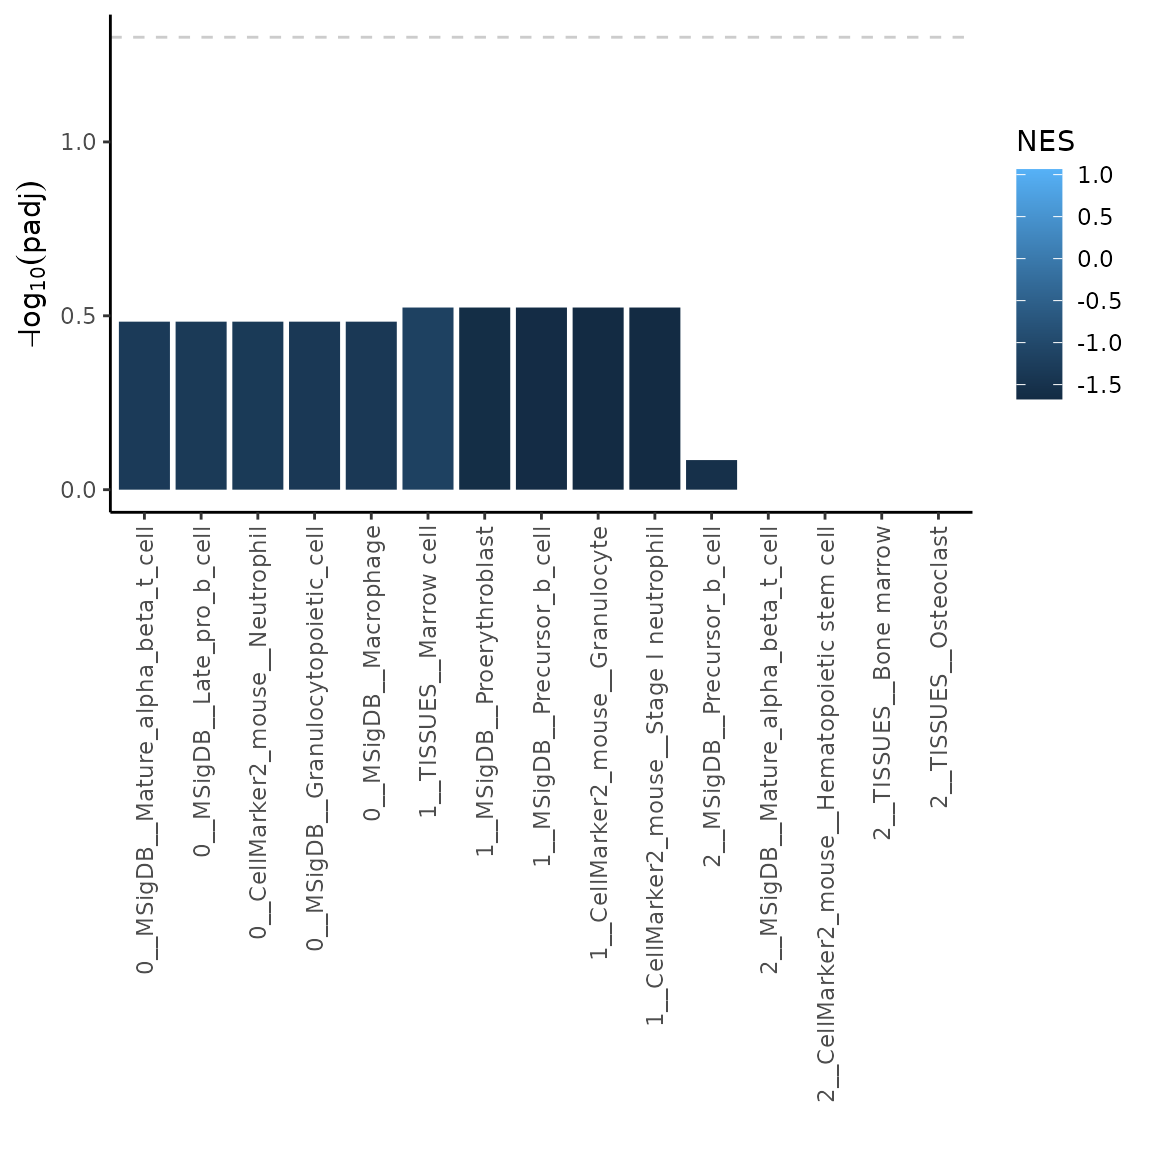 −log10(padj)
1.0
0.5
0.0
0__MSigDB__Mature_alpha_beta_t_cell
0__MSigDB__Late_pro_b_cell
0__CellMarker2_mouse__Neutrophil
0__MSigDB__Granulocytopoietic_cell
0__MSigDB__Macrophage
1__TISSUES__Marrow cell
1__MSigDB__Proerythroblast
1__MSigDB__Precursor_b_cell
1__CellMarker2_mouse__Granulocyte
1__CellMarker2_mouse__Stage I neutrophil
2__MSigDB__Precursor_b_cell
2__MSigDB__Mature_alpha_beta_t_cell
2__CellMarker2_mouse__Hematopoietic stem cell
2__TISSUES__Bone marrow
2__TISSUES__Osteoclast
NES
1.0
0.5
0.0
-0.5
-1.0
-1.5